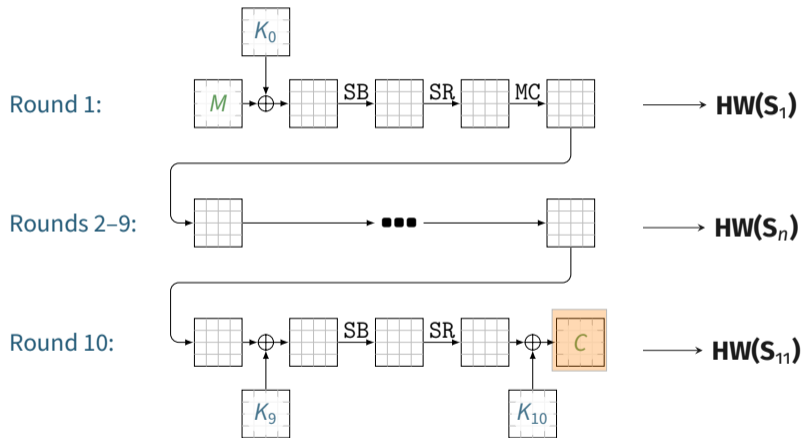 K₀
Round 1: M SB SR MC HW(S₁)
Rounds 2–9: HW(Sₙ)
Round 10: SB SR C HW(S₁₁)
K₉ K₁₀